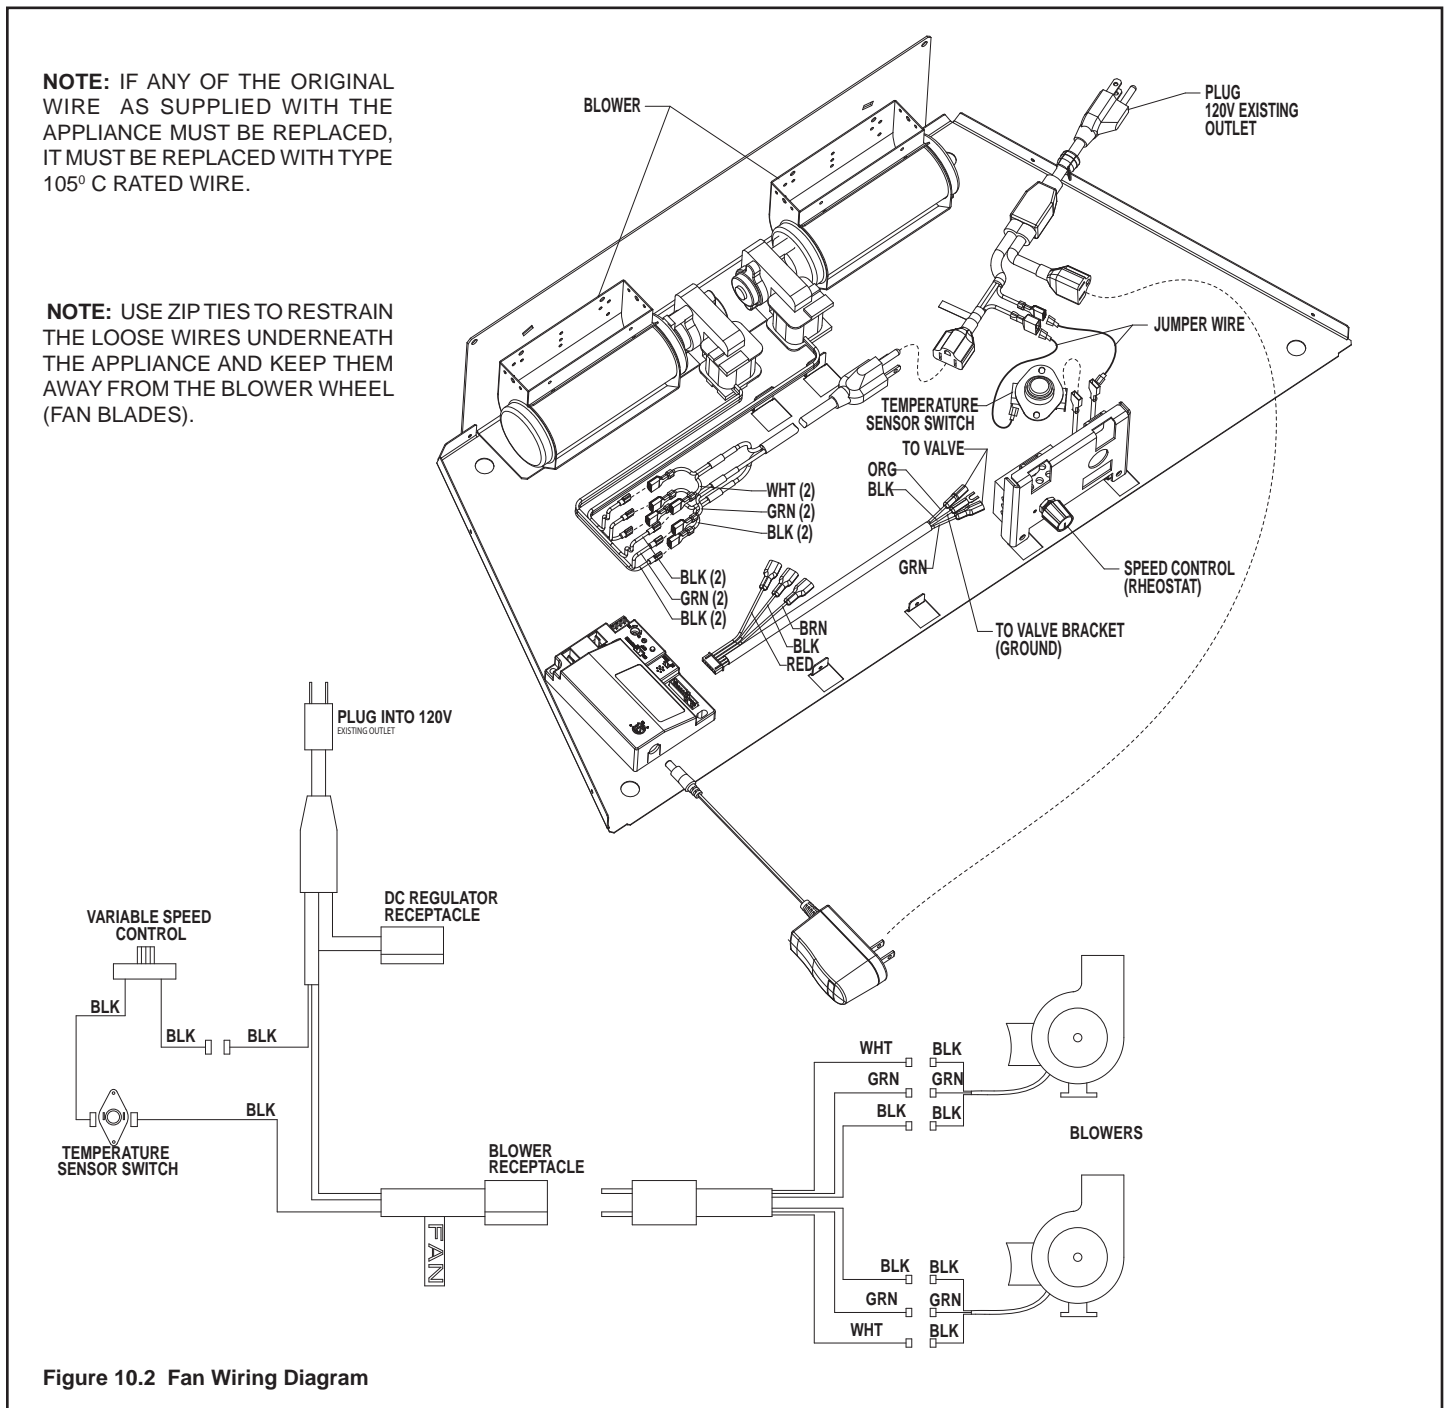 NOTE: IF ANY OF THE ORIGINAL
WIRE AS SUPPLIED WITH THE
APPLIANCE MUST BE REPLACED,
IT MUST BE REPLACED WITH TYPE
105⁰ C RATED WIRE.
NOTE: USE ZIP TIES TO RESTRAIN
THE LOOSE WIRES UNDERNEATH
THE APPLIANCE AND KEEP THEM
AWAY FROM THE BLOWER WHEEL
(FAN BLADES).
BLOWER
PLUG
120V EXISTING
OUTLET
JUMPER WIRE
TEMPERATURE
SENSOR SWITCH
TO VALVE
ORG
BLK
GRN
WHT (2)
GRN (2)
BLK (2)
BLK (2)
GRN (2)
BLK (2)
BRN
BLK
RED
SPEED CONTROL
(RHEOSTAT)
TO VALVE BRACKET
(GROUND)
PLUG INTO 120V
EXISTING OUTLET
DC REGULATOR
RECEPTACLE
VARIABLE SPEED
CONTROL
BLK
BLK
BLK
BLK
TEMPERATURE
SENSOR SWITCH
BLOWER
RECEPTACLE
FAN
WHT
BLK
GRN
GRN
BLK
BLK
BLOWERS
BLK
BLK
GRN
GRN
WHT
BLK
Figure 10.2 Fan Wiring Diagram